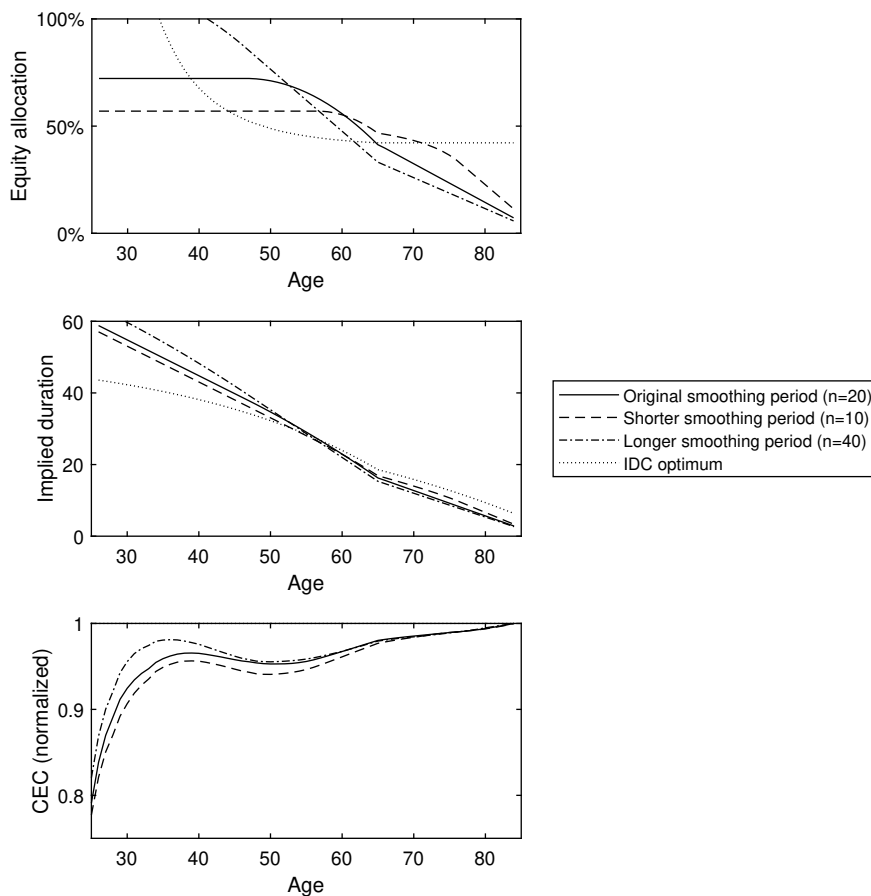 100%
50%
0%
Equity allocation
30 40 50 60 70 80
Age
60
40
20
0
Implied duration
30 40 50 60 70 80
Age
Original smoothing period (n=20)
Shorter smoothing period (n=10)
Longer smoothing period (n=40)
IDC optimum
1
0.9
0.8
CEC (normalized)
30 40 50 60 70 80
Age